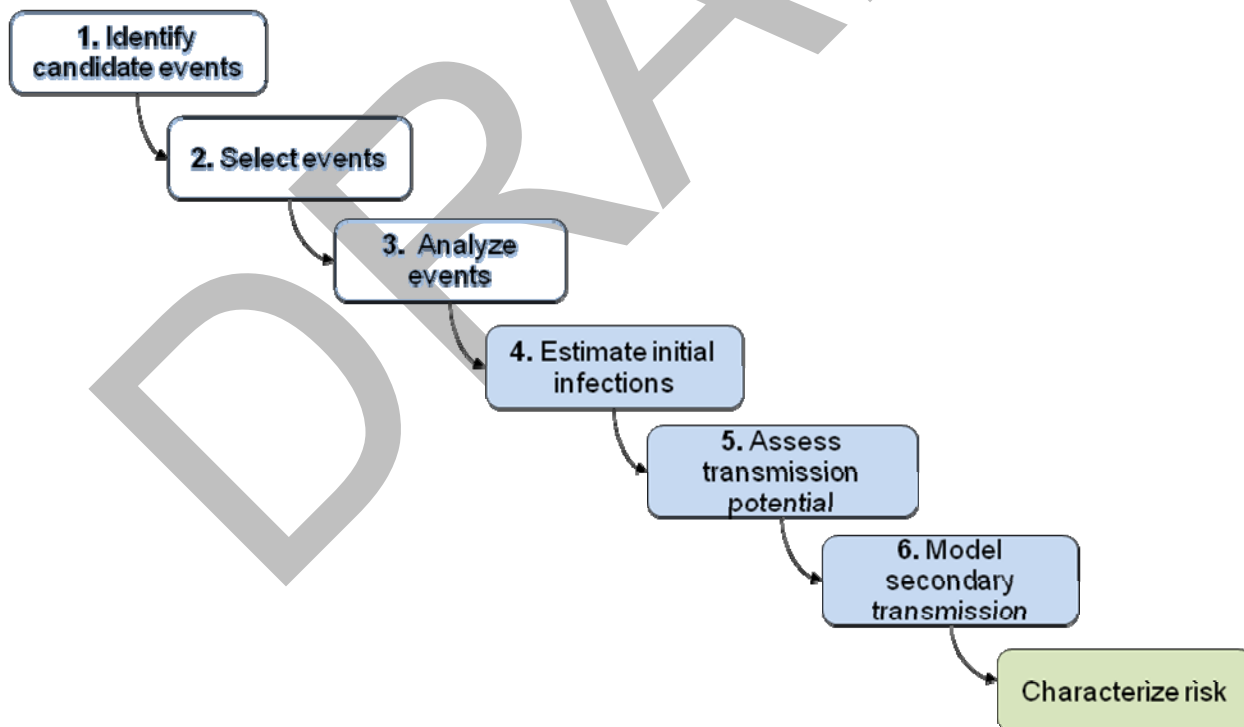 1. Identify
candidate events
2. Select events
3. Analyze
events
4. Estimate initial
infections
5. Assess
transmission
potential
6. Model
secondary
transmission
Characterize risk
DRA